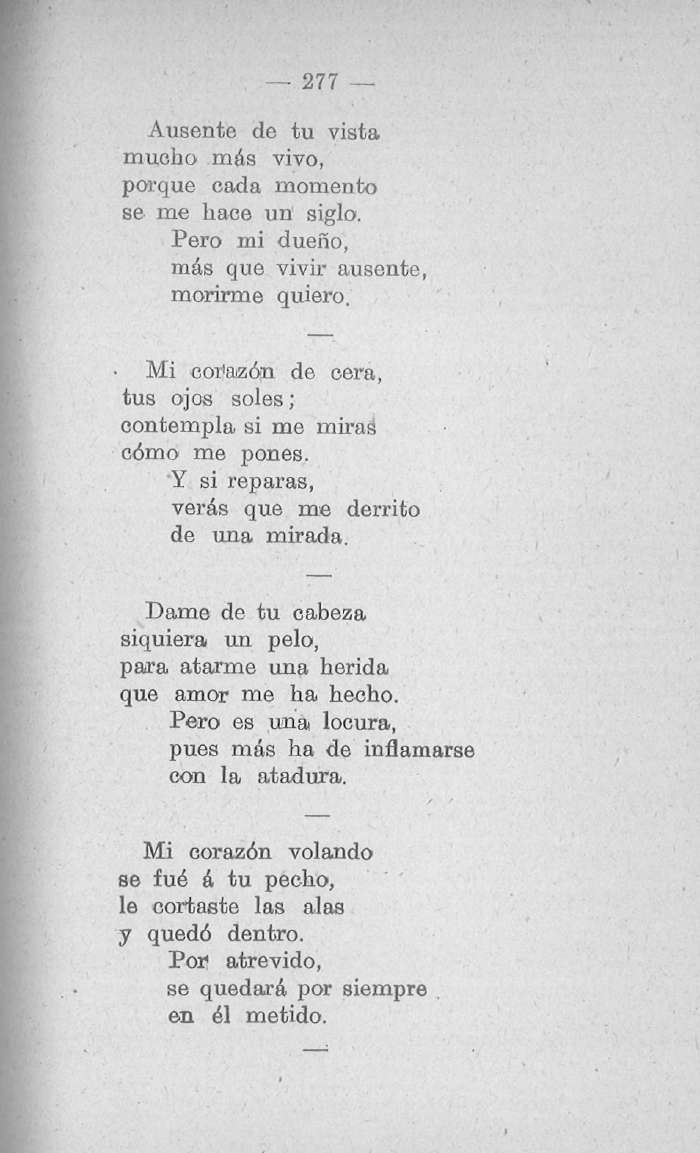 — 277 —
Ausente de tu vista
mucho más vivo,
porque cada momento
se me hace un siglo.
Pero mi dueño,
más que vivir ausente,
morirme quiero.
—
Mi corazón de cera,
tus ojos soles;
contempla si me miras
cómo me pones.
Y si reparas,
verás que me derrito
de una mirada.
—
Dame de tu cabeza
siquiera un pelo,
para atarme una herida
que amor me ha hecho.
Pero es una locura,
pues más ha de inflamarse
con la atadura.
—
Mi corazón volando
se fué á tu pecho,
le cortaste las alas
y quedó dentro.
Por atrevido,
se quedará por siempre
en él metido.
—